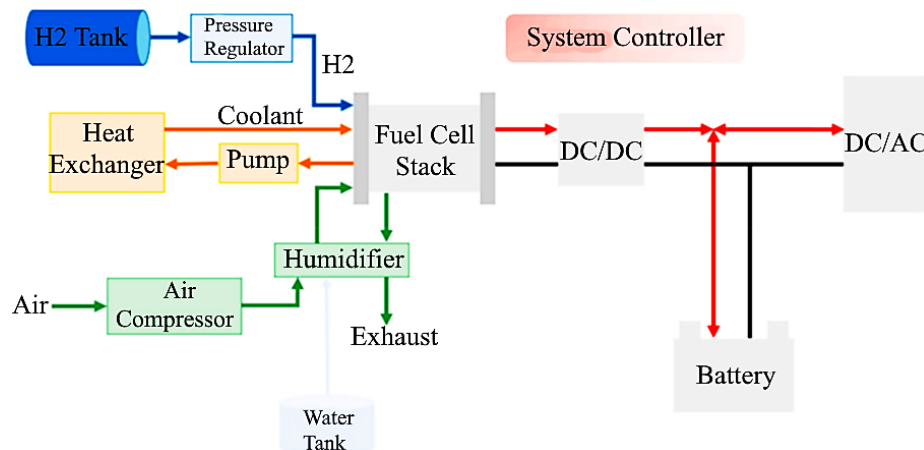 H2 Tank
Pressure
Regulator
System Controller
H2
Coolant
Heat
Exchanger
Pump
Fuel Cell
Stack
DC/DC
DC/AC
Humidifier
Air
Air
Compressor
Exhaust
Battery
Water
Tank